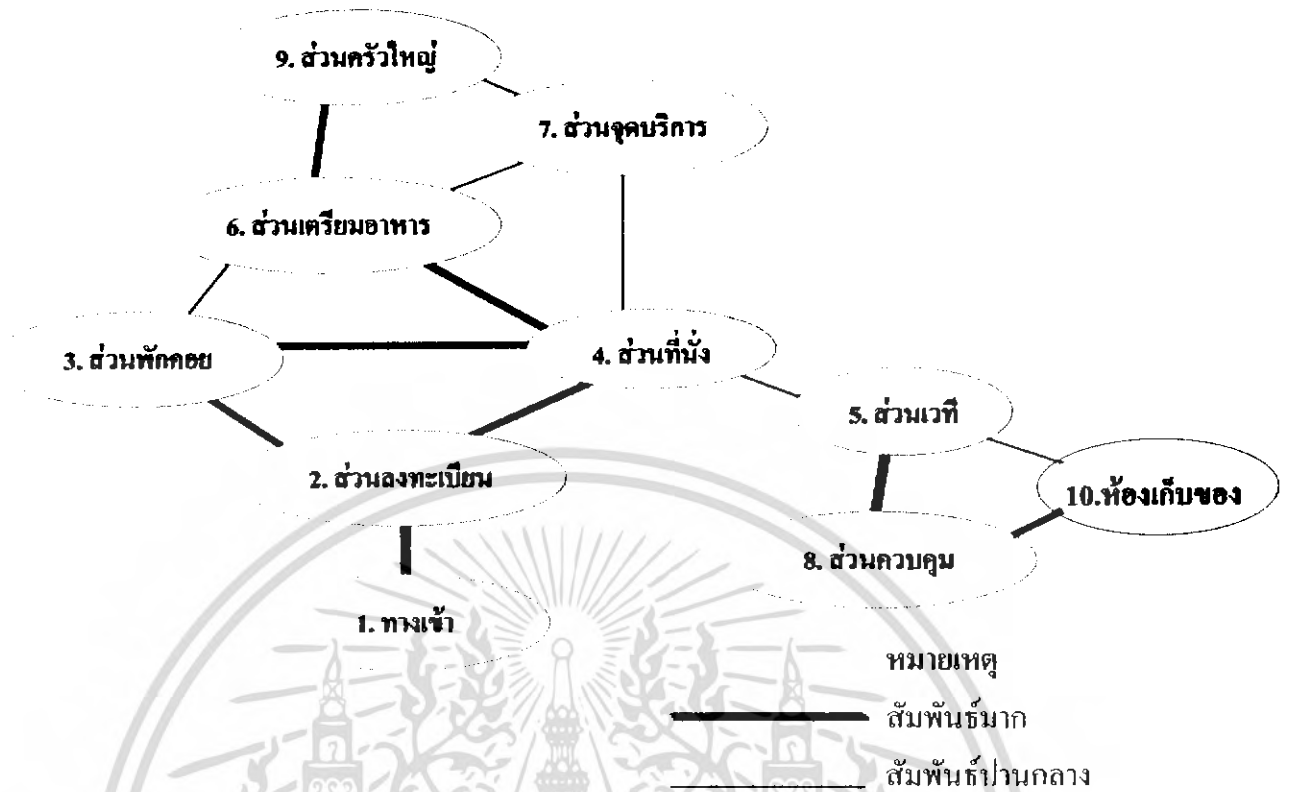 9. ส่วนครัวใหญ่
7. ส่วนจุดบริการ
6. ส่วนเตรียมอาหาร
3. ส่วนพักคอย
4. ส่วนที่นั่ง
5. ส่วนเวที
2. ส่วนลงทะเบียน
10.ห้องเก็บของ
8. ส่วนควบคุม
1. ทางเข้า
หมายเหตุ
สัมพันธ์มาก
สัมพันธ์ปานกลาง